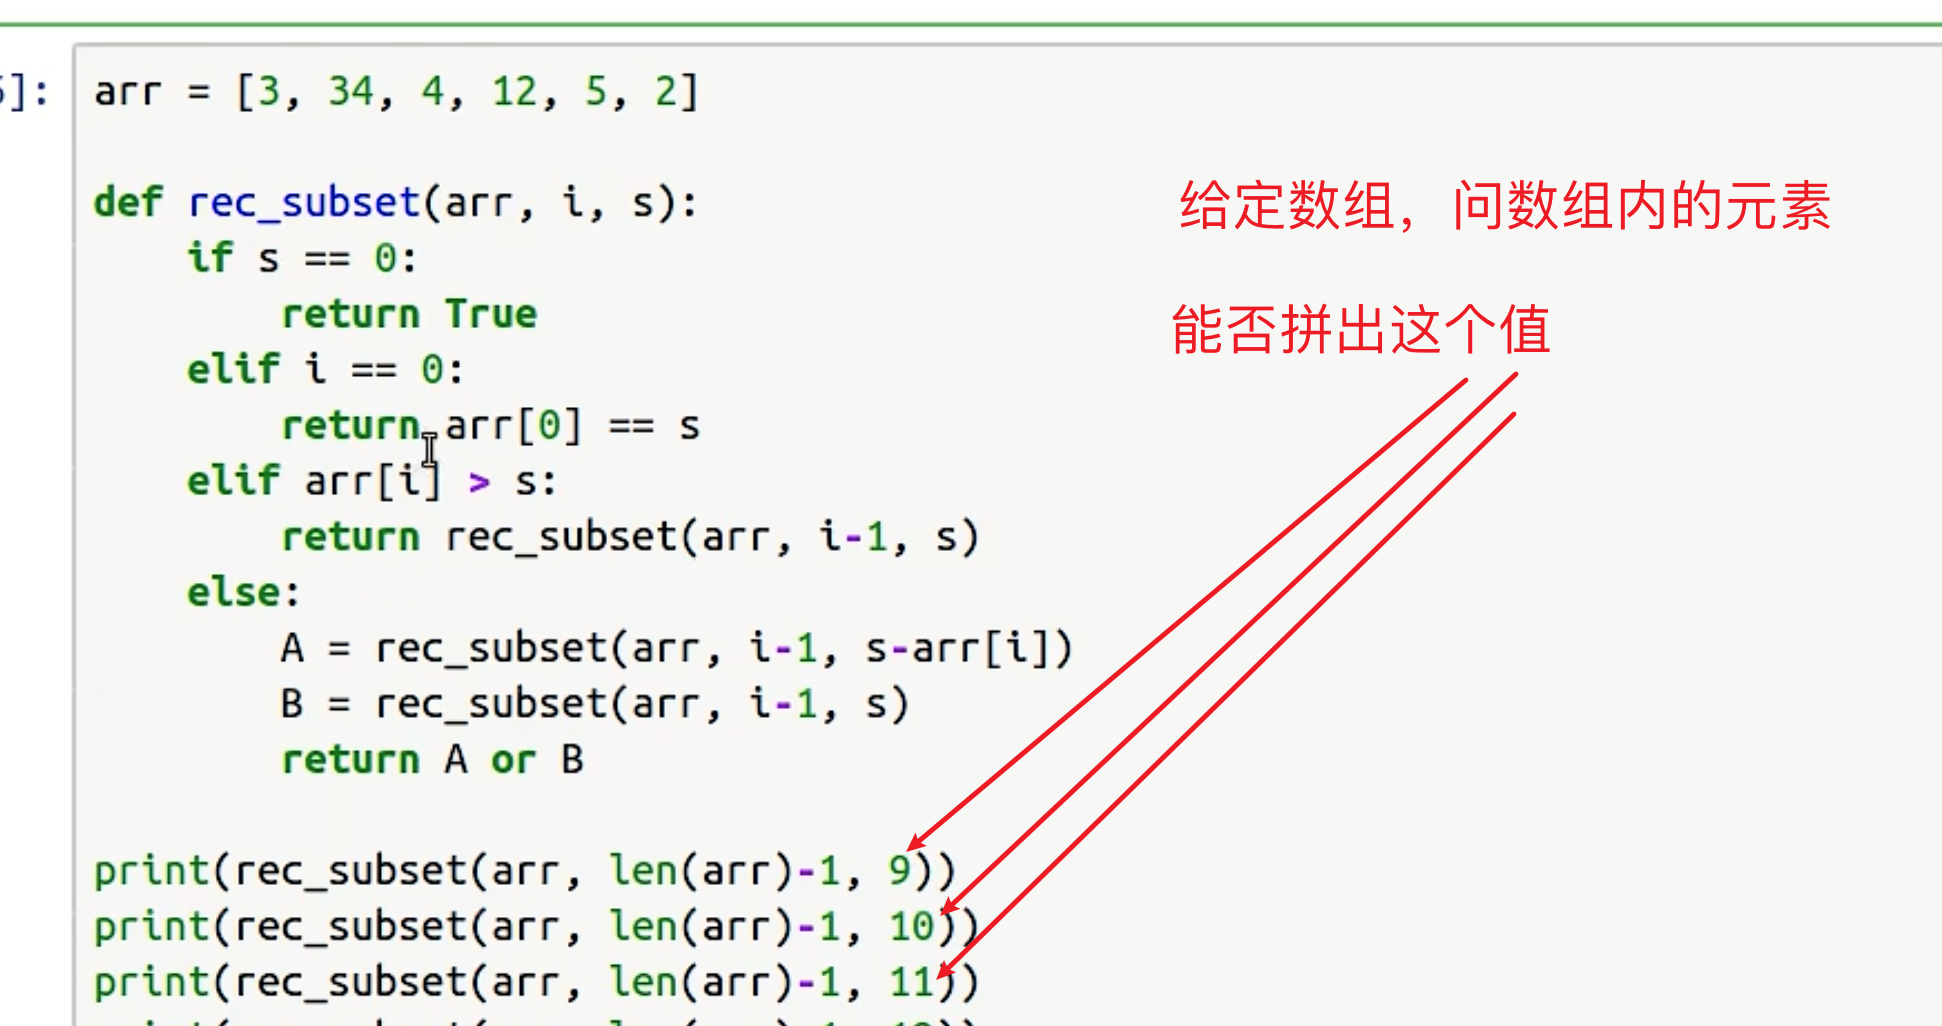 ]:
arr = [3, 34, 4, 12, 5, 2]
def rec_subset(arr, i, s):
给定数组，问数组内的元素
if s == 0:
return True
能否拼出这个值
elif i == 0:
return arr[0] == s
elif arr[i] > s:
return rec_subset(arr, i-1, s)
else:
A = rec_subset(arr, i-1, s-arr[i])
B = rec_subset(arr, i-1, s)
return A or B
print(rec_subset(arr, len(arr)-1, 9))
print(rec_subset(arr, len(arr)-1, 10))
print(rec_subset(arr, len(arr)-1, 11))